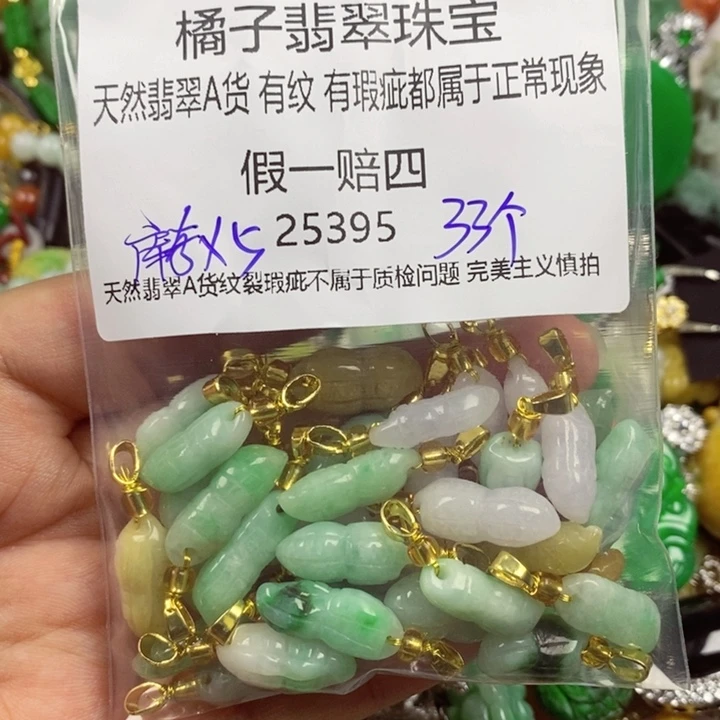 橘子翡翠珠宝
天然翡翠A货 有纹 有瑕疵都属于正常现象
假一赔四
25395 33个
天然翡翠A货纹裂瑕疵不属于质检问题 完美主义慎拍